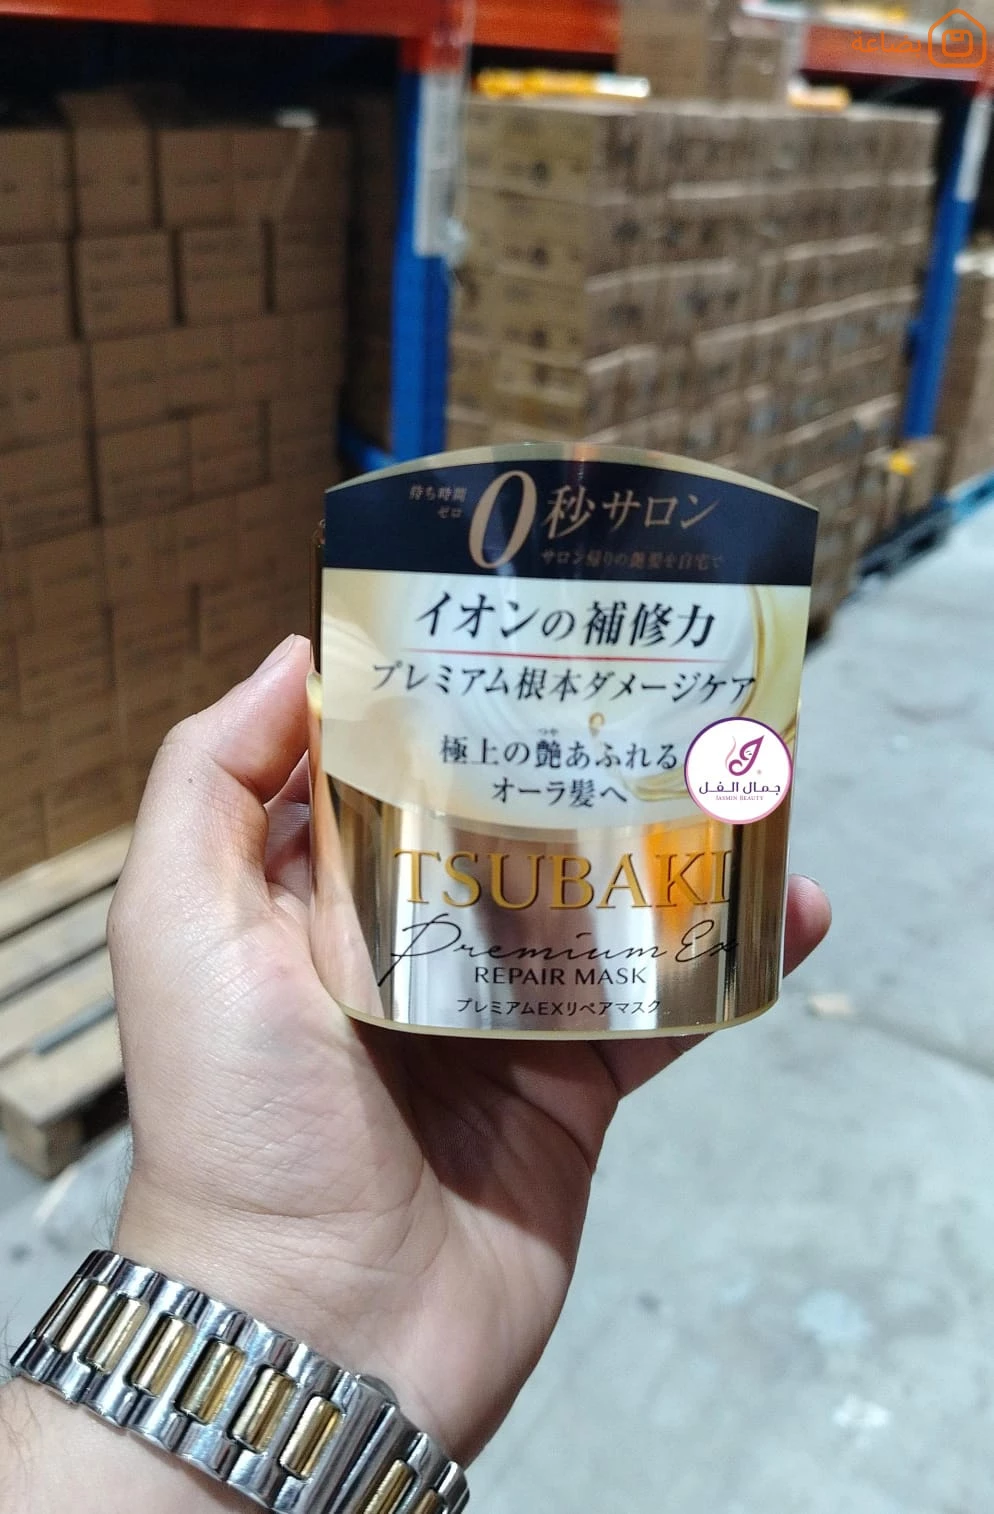 بضاعة
待ち時間
ゼロ
0秒サロン
サロン帰りの艶髪を自宅で
イオンの補修力
プレミアム根本ダメージケア
極上の艶あふれる
つや
オーラ髪へ
جمال الفل
JASMIN BEAUTY
TSUBAKI
Premium Ex
REPAIR MASK
プレミアムEXリペアマスク